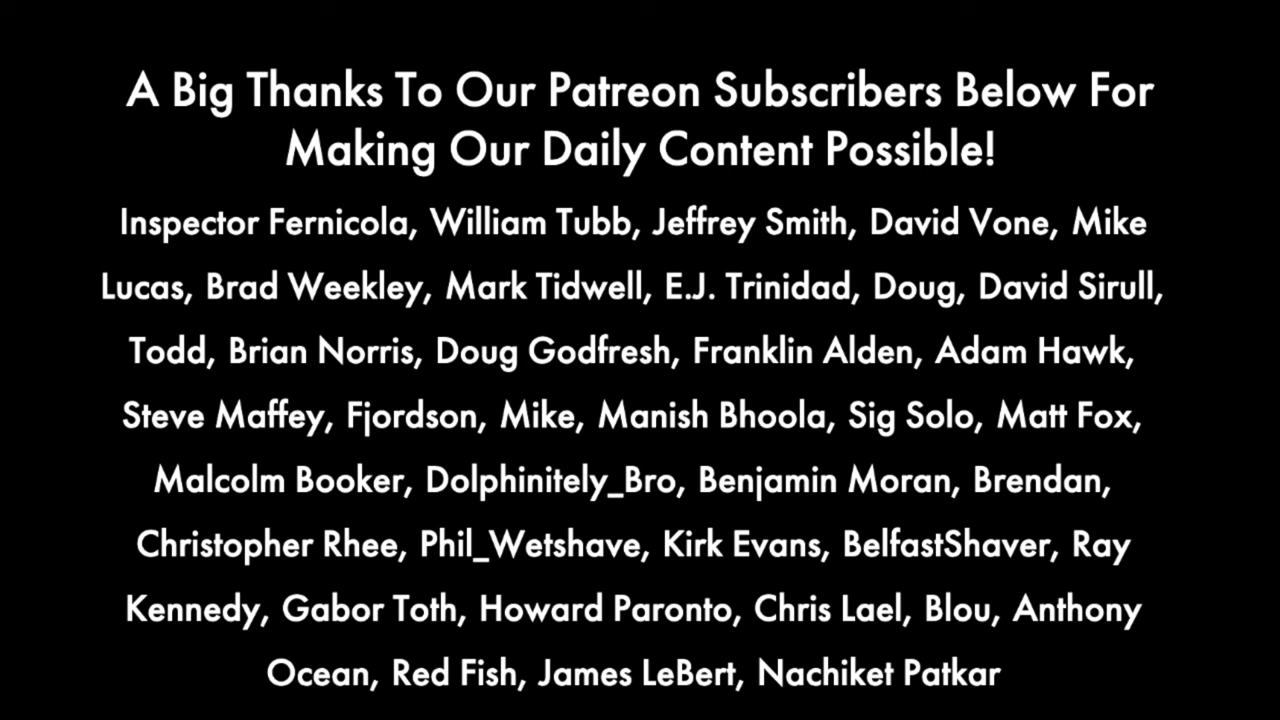 A Big Thanks To Our Patreon Subscribers Below For
Making Our Daily Content Possible!
Inspector Fernicola, William Tubb, Jeffrey Smith, David Vone, Mike
Lucas, Brad Weekley, Mark Tidwell, E.J. Trinidad, Doug, David Sirull,
Todd, Brian Norris, Doug Godfresh, Franklin Alden, Adam Hawk,
Steve Maffey, Fjordson, Mike, Manish Bhoola, Sig Solo, Matt Fox,
Malcolm Booker, Dolphinitely_Bro, Benjamin Moran, Brendan,
Christopher Rhee, Phil_Wetshave, Kirk Evans, BelfastShaver, Ray
Kennedy, Gabor Toth, Howard Paronto, Chris Lael, Blou, Anthony
Ocean, Red Fish, James LeBert, Nachiket Patkar